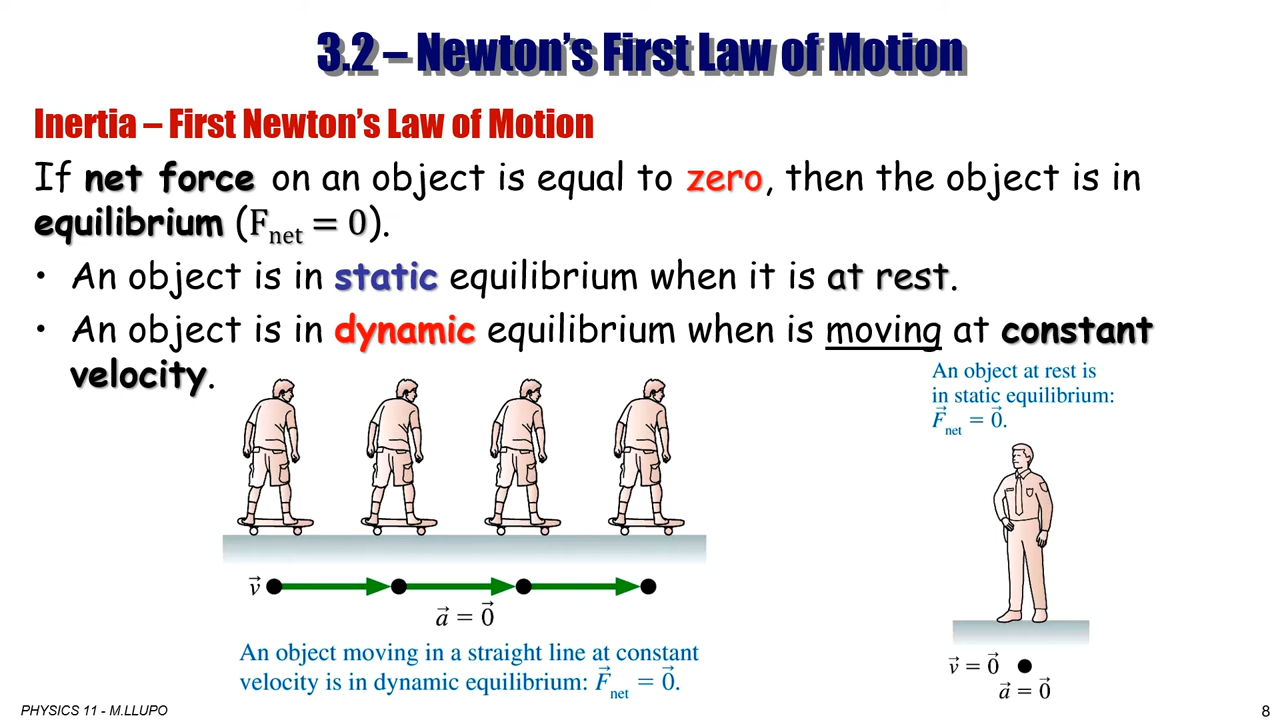 3.2 – Newton's First Law of Motion
Inertia – First Newton's Law of Motion
If net force on an object is equal to zero, then the object is in
equilibrium (F_net = 0).
• An object is in static equilibrium when it is at rest.
• An object is in dynamic equilibrium when is moving at constant
velocity.
An object at rest is
in static equilibrium:
F⃗_net = 0⃗.
v⃗
a⃗ = 0⃗
An object moving in a straight line at constant
velocity is in dynamic equilibrium: F⃗_net = 0⃗.
v⃗ = 0⃗
a⃗ = 0⃗
PHYSICS 11 - M.LLUPO
8